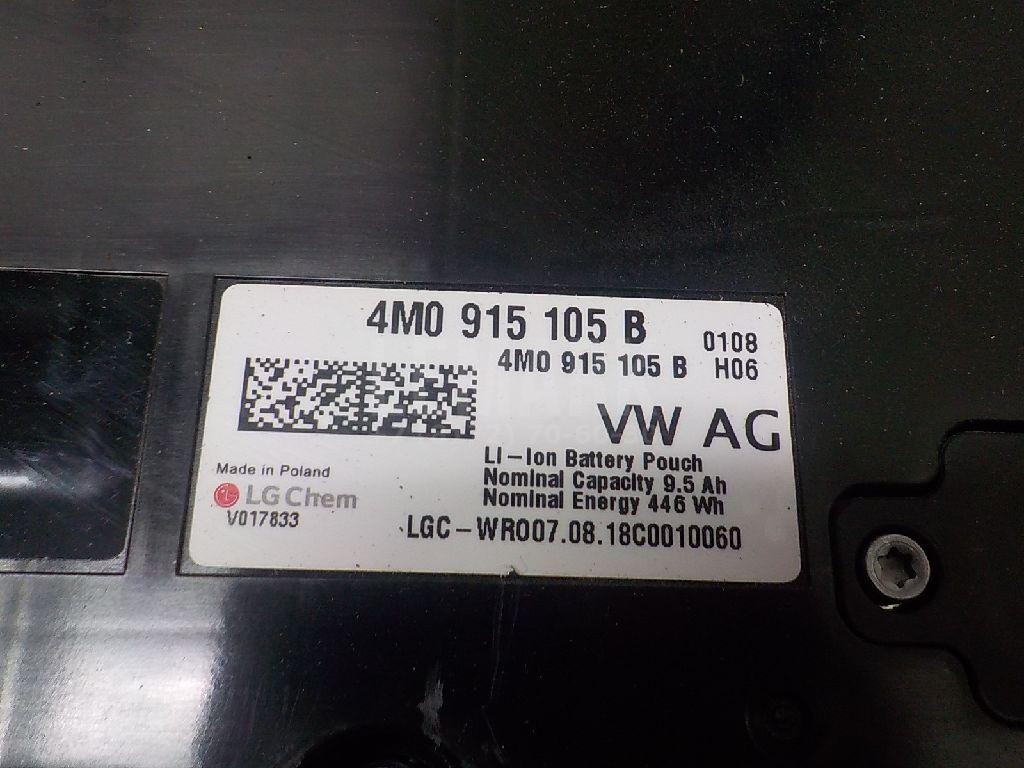 4M0 915 105 B
0108
4M0 915 105 B H06
VW AG
LI-Ion Battery Pouch
Nominal Capacity 9.5 Ah
Nominal Energy 446 Wh
Made in Poland
LG Chem
V017833
LGC-WR007.08.18C0010060